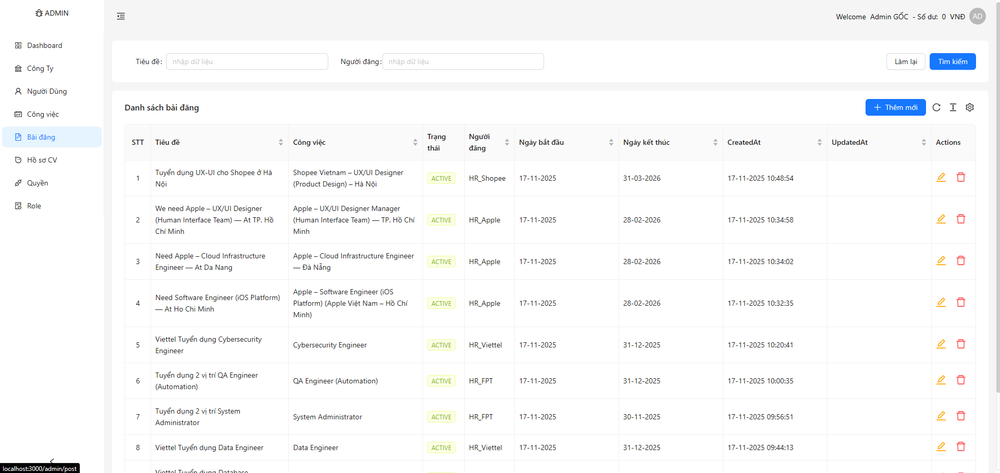 ADMIN
Welcome Admin GỐC - Số dư: 0 VNĐ
AD
Dashboard
Công Ty
Người Dùng
Công việc
Bài đăng
Hồ sơ CV
Quyền
Role
Tiêu đề:
nhập dữ liệu
Người đăng:
nhập dữ liệu
Làm lại
Tìm kiếm
Danh sách bài đăng
Thêm mới
STT
Tiêu đề
Công việc
Trạng
thái
Người
đăng
Ngày bắt đầu
Ngày kết thúc
CreatedAt
UpdatedAt
Actions
1
Tuyển dụng UX-UI cho Shopee ở Hà
Nội
Shopee Vietnam – UX/UI Designer
(Product Design) – Hà Nội
ACTIVE
HR_Shopee
17-11-2025
31-03-2026
17-11-2025 10:48:54
2
We need Apple – UX/UI Designer
(Human Interface Team) — At TP. Hồ
Chí Minh
Apple – UX/UI Designer Manager
(Human Interface Team) — TP. Hồ Chí
Minh
ACTIVE
HR_Apple
17-11-2025
28-02-2026
17-11-2025 10:34:58
3
Need Apple – Cloud Infrastructure
Engineer — At Da Nang
Apple – Cloud Infrastructure Engineer
— Đà Nẵng
ACTIVE
HR_Apple
17-11-2025
28-02-2026
17-11-2025 10:34:02
4
Need Software Engineer (iOS Platform)
— At Ho Chi Minh
Apple – Software Engineer (iOS
Platform) (Apple Việt Nam – Hồ Chí
Minh)
ACTIVE
HR_Apple
17-11-2025
28-02-2026
17-11-2025 10:32:35
5
Viettel Tuyển dụng Cybersecurity
Engineer
Cybersecurity Engineer
ACTIVE
HR_Viettel
17-11-2025
31-12-2025
17-11-2025 10:20:41
6
Tuyển dụng 2 vị trí QA Engineer
(Automation)
QA Engineer (Automation)
ACTIVE
HR_FPT
17-11-2025
31-12-2025
17-11-2025 10:00:35
7
Tuyển dụng 2 vị trí System
Administrator
System Administrator
ACTIVE
HR_FPT
17-11-2025
30-11-2025
17-11-2025 09:56:51
8
Viettel Tuyển dụng Data Engineer
Data Engineer
ACTIVE
HR_Viettel
17-11-2025
31-12-2025
17-11-2025 09:44:13
Viettel Tuyển dụng Database
localhost:3000/admin/post